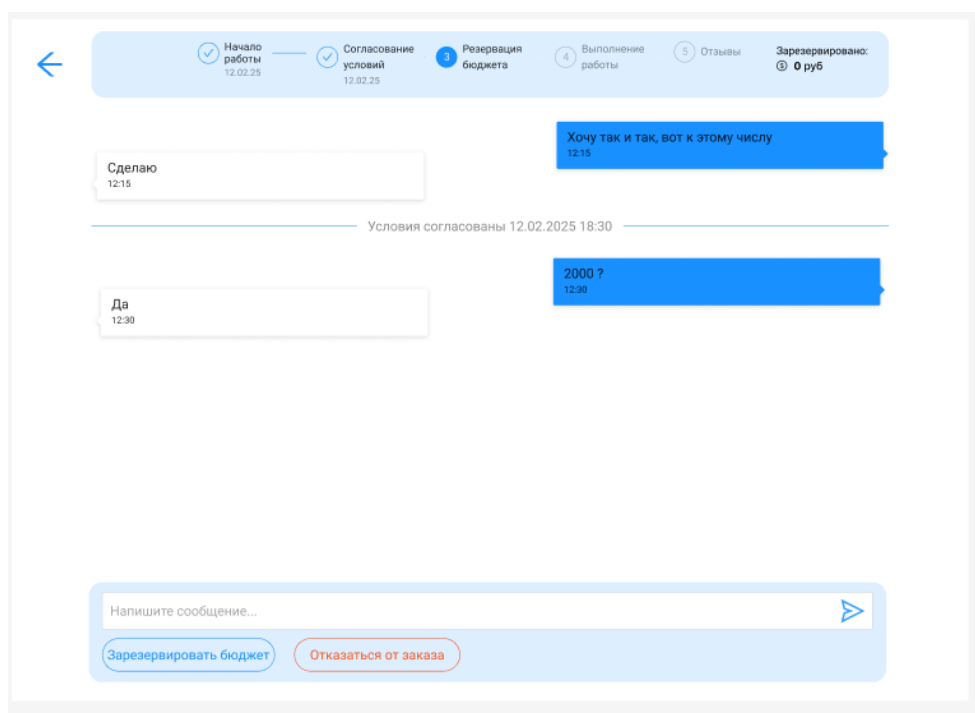 Начало
работы
12.02.25
Согласование
условий
12.02.25
3
Резервация
бюджета
4
Выполнение
работы
5
Отзывы
Зарезервировано:
0 руб
Хочу так и так, вот к этому числу
12:15
Сделаю
12:15
Условия согласованы 12.02.2025 18:30
2000 ?
12:30
Да
12:30
Напишите сообщение...
Зарезервировать бюджет
Отказаться от заказа